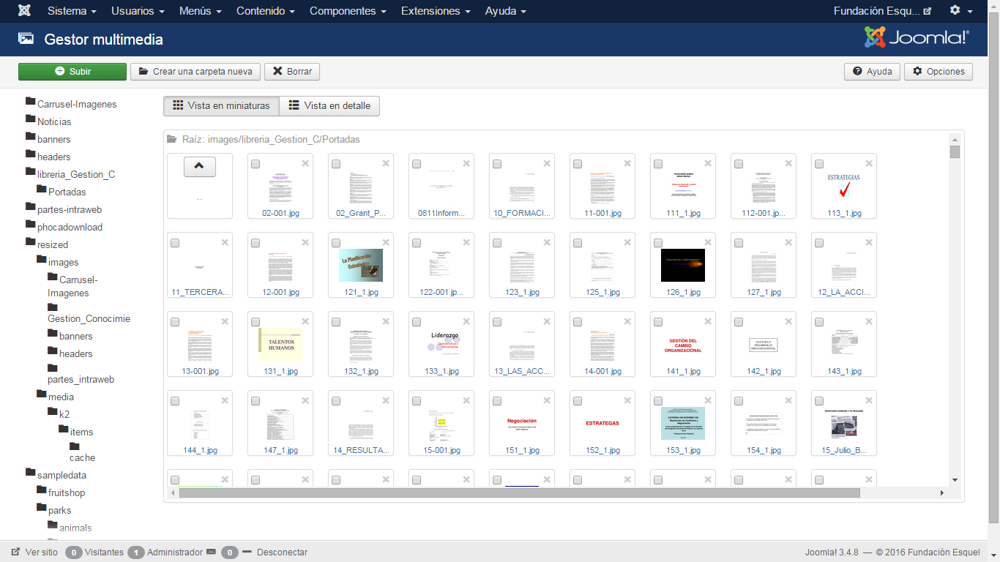 Sistema Usuarios Menús Contenido Componentes Extensiones Ayuda Fundación Esqu...
Gestor multimedia
Joomla!®
Subir Crear una carpeta nueva Borrar Ayuda Opciones
Carrusel-Imagenes
Noticias
banners
headers
libreria_Gestion_C
Portadas
partes-intraweb
phocadownload
resized
images
Carrusel-
Imagenes
Gestion_Conocimie
banners
headers
partes_intraweb
media
k2
items
cache
sampledata
fruitshop
parks
animals
Vista en miniaturas Vista en detalle
Raíz: images/libreria_Gestion_C/Portadas
ESTRATEGIAS
02-001.jpg 02_Grant_P... 0811Inform... 10_FORMACI... 11-001.jpg 111_1.jpg 112-001.jp... 113_1.jpg
La Planificación
Estratégica
11_TERCERA... 12-001.jpg 121_1.jpg 122-001.jp... 123_1.jpg 125_1.jpg 126_1.jpg 127_1.jpg 12_LA_ACCI...
TALENTOS
HUMANOS
Liderazgo
GESTIÓN DEL
CAMBIO
ORGANIZACIONAL
CULTURA Y
DESARROLLO
ORGANIZACIONAL
13-001.jpg 131_1.jpg 132_1.jpg 133_1.jpg 13_LAS_ACC... 14-001.jpg 141_1.jpg 142_1.jpg 143_1.jpg
Negociación
ESTRATEGAS
144_1.jpg 147_1.jpg 14_RESULTA... 15-001.jpg 151_1.jpg 152_1.jpg 153_1.jpg 154_1.jpg 15_Julio_B...
Ver sitio 0 Visitantes 1 Administrador 0 Desconectar Joomla! 3.4.8 — © 2016 Fundación Esquel